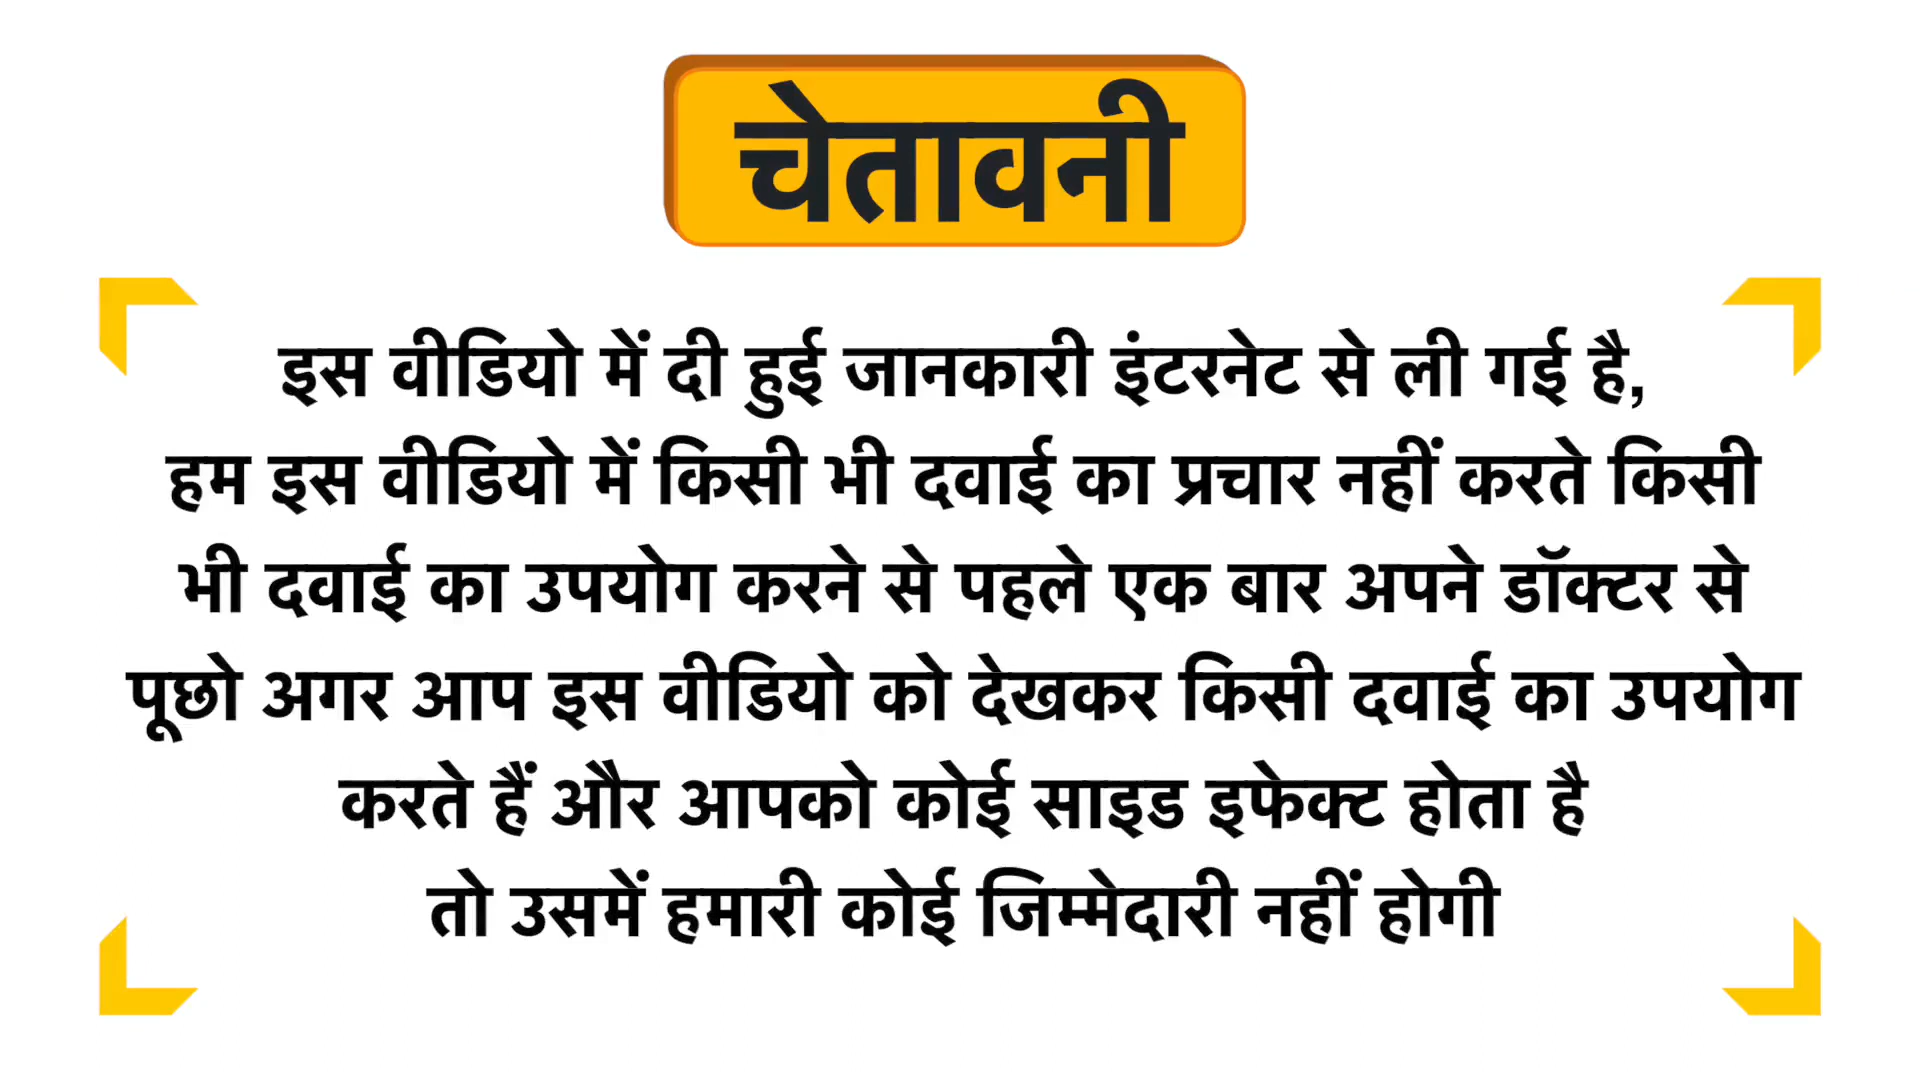 चेतावनी
इस वीडियो में दी हुई जानकारी इंटरनेट से ली गई है,
हम इस वीडियो में किसी भी दवाई का प्रचार नहीं करते किसी
भी दवाई का उपयोग करने से पहले एक बार अपने डॉक्टर से
पूछो अगर आप इस वीडियो को देखकर किसी दवाई का उपयोग
करते हैं और आपको कोई साइड इफेक्ट होता है
तो उसमें हमारी कोई जिम्मेदारी नहीं होगी